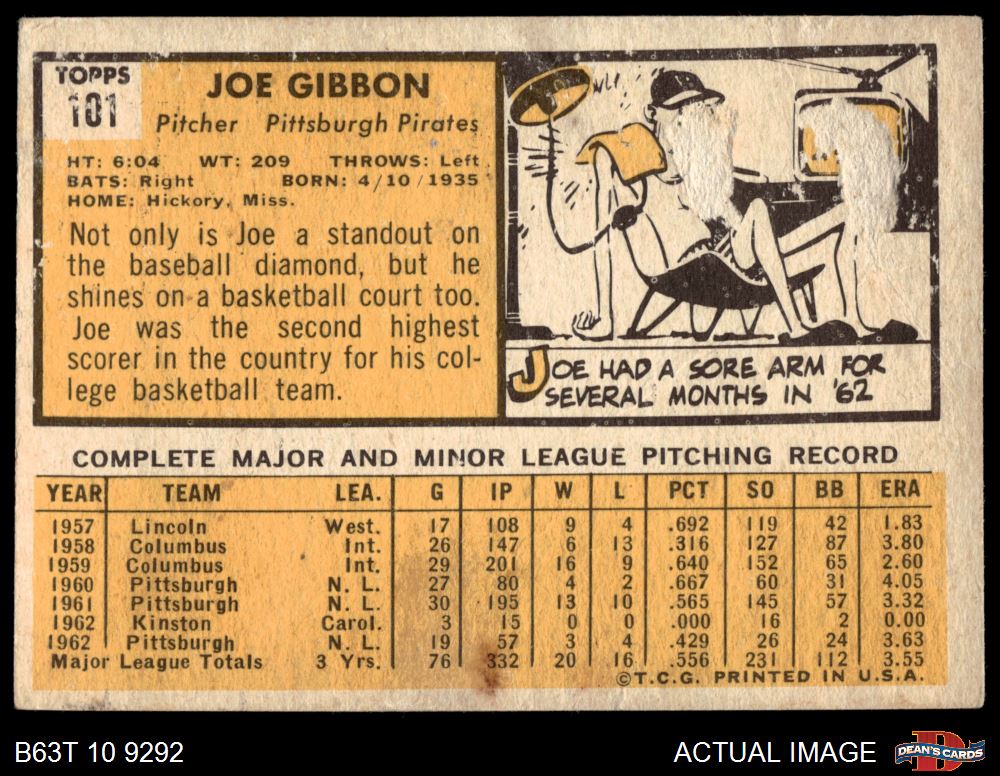 TOPPS
101
JOE GIBBON
Pitcher Pittsburgh Pirates
HT: 6:04 WT: 209 THROWS: Left
BATS: Right BORN: 4/10/1935
HOME: Hickory, Miss.
Not only is Joe a standout on
the baseball diamond, but he
shines on a basketball court too.
Joe was the second highest
scorer in the country for his col-
lege basketball team.
JOE HAD A SORE ARM FOR
SEVERAL MONTHS IN '62
COMPLETE MAJOR AND MINOR LEAGUE PITCHING RECORD
YEAR TEAM LEA. G IP W L PCT SO BB ERA
1957 Lincoln West. 17 108 9 4 .692 119 42 1.83
1958 Columbus Int. 26 147 6 13 .316 127 87 3.80
1959 Columbus Int. 29 201 16 9 .640 152 65 2.60
1960 Pittsburgh N. L. 27 80 4 2 .667 60 31 4.05
1961 Pittsburgh N. L. 30 195 13 10 .565 145 57 3.32
1962 Kinston Carol. 3 15 0 0 .000 16 2 0.00
1962 Pittsburgh N. L. 19 57 3 4 .429 26 24 3.63
Major League Totals 3 Yrs. 76 332 20 16 .556 231 112 3.55
©T.C.G. PRINTED IN U.S.A.
B63T 10 9292
ACTUAL IMAGE
DEAN'S CARDS